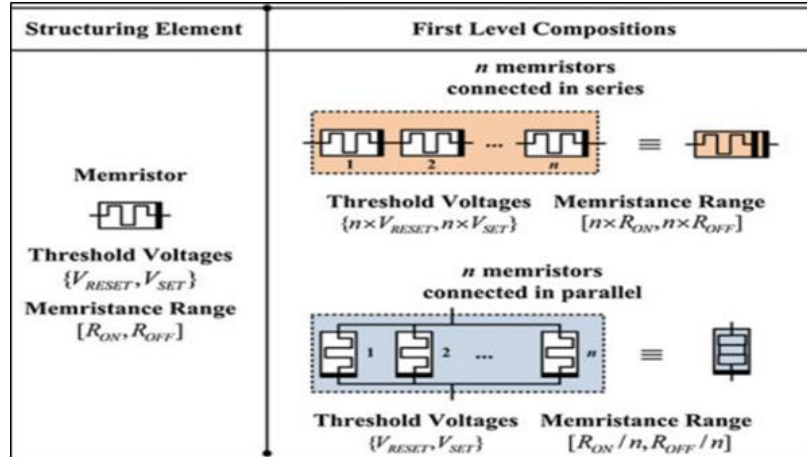 Structuring Element
First Level Compositions
Memristor
Threshold Voltages
{V_RESET, V_SET}
Memristance Range
[R_ON, R_OFF]
n memristors
connected in series
1 2 ... n ≡
Threshold Voltages Memristance Range
{n×V_RESET, n×V_SET} [n×R_ON, n×R_OFF]
n memristors
connected in parallel
1 2 ... n ≡
Threshold Voltages Memristance Range
{V_RESET, V_SET} [R_ON/n, R_OFF/n]